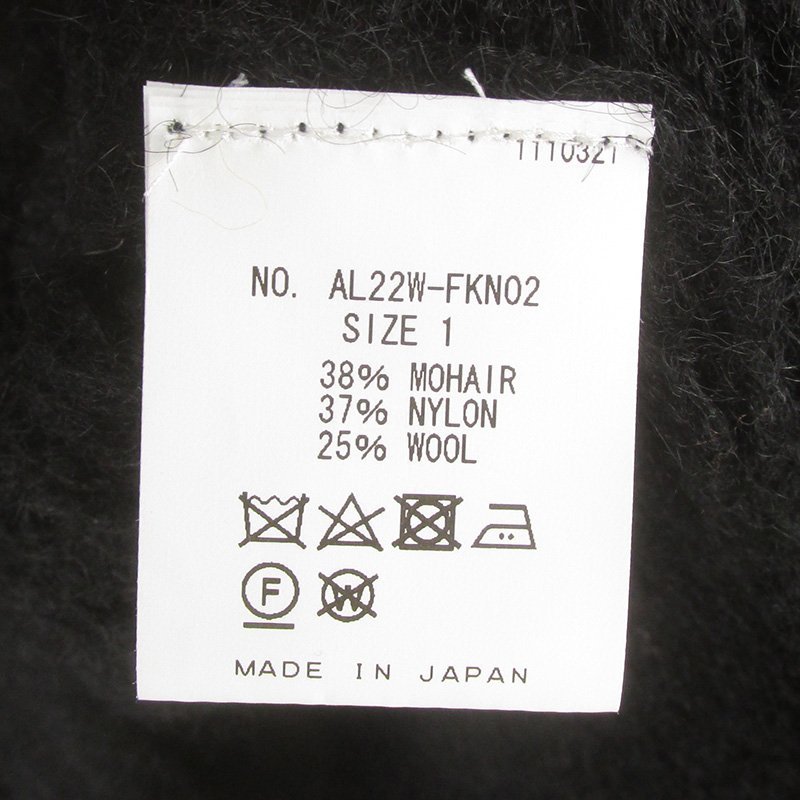 1110321
NO. AL22W-FKN02
SIZE 1
38% MOHAIR
37% NYLON
25% WOOL
F W
MADE IN JAPAN